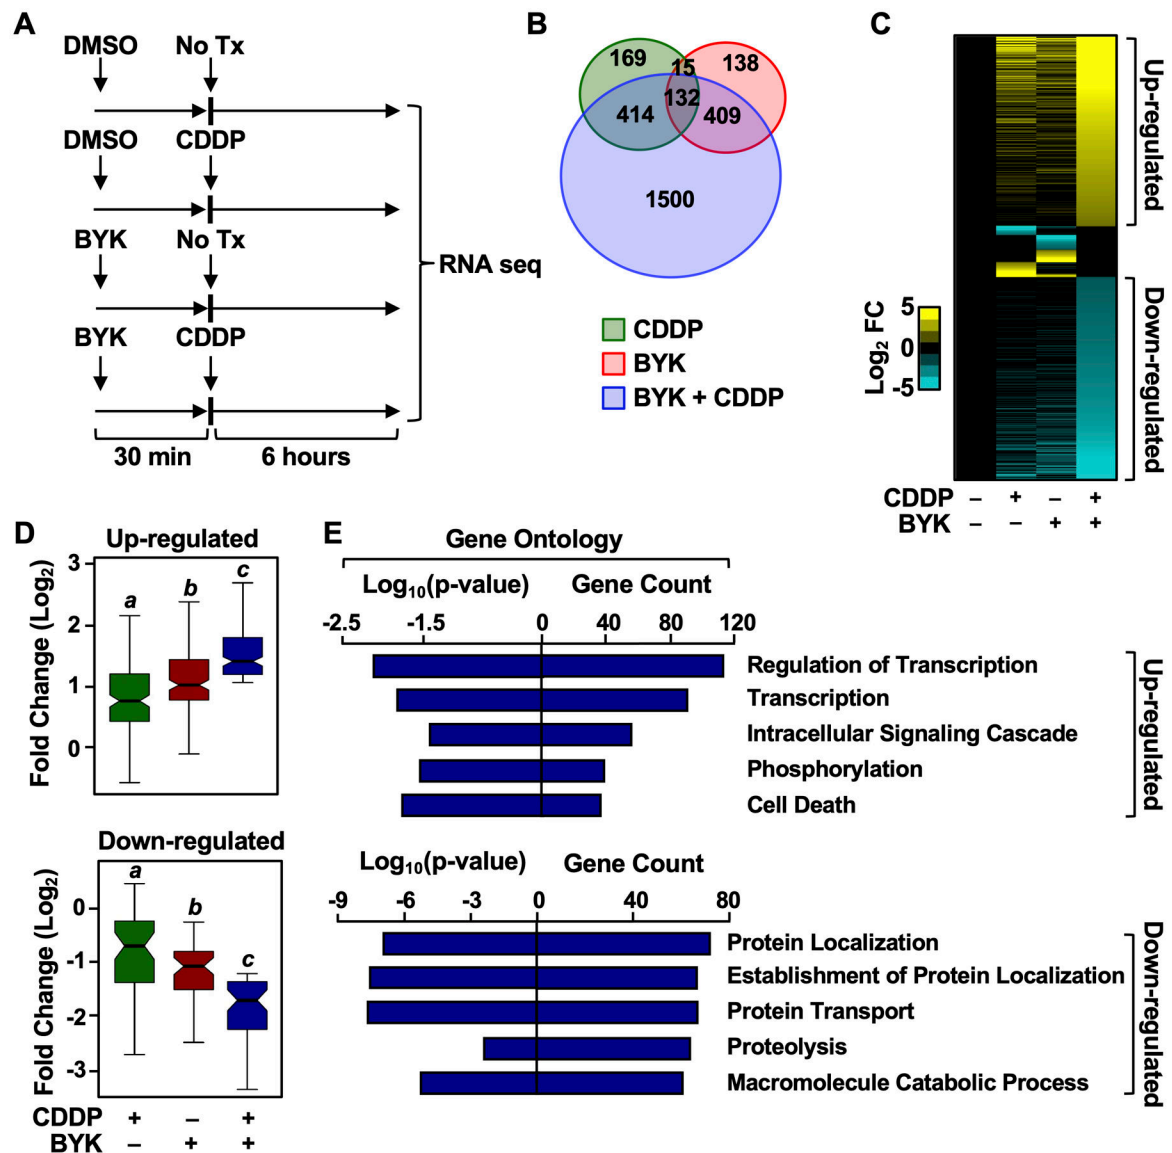 A
DMSO No Tx
DMSO CDDP
BYK No Tx
BYK CDDP
RNA seq
30 min 6 hours
B
169 15 138
132
414 409
1500
CDDP
BYK
BYK + CDDP
C
Up-regulated
Down-regulated
Log2 FC
5
0
-5
CDDP – + – +
BYK – – + +
D
Up-regulated
Fold Change (Log2)
3
2
1
0
a b c
Down-regulated
Fold Change (Log2)
0
-1
-2
-3
a b c
CDDP + – +
BYK – + +
E
Gene Ontology
Log10(p-value) Gene Count
-2.5 -1.5 0 40 80 120
Regulation of Transcription
Transcription
Intracellular Signaling Cascade
Phosphorylation
Cell Death
Up-regulated
Log10(p-value) Gene Count
-9 -6 -3 0 40 80
Protein Localization
Establishment of Protein Localization
Protein Transport
Proteolysis
Macromolecule Catabolic Process
Down-regulated